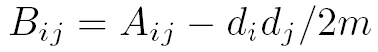 B_{ij} = A_{ij} - d_i d_j / 2m